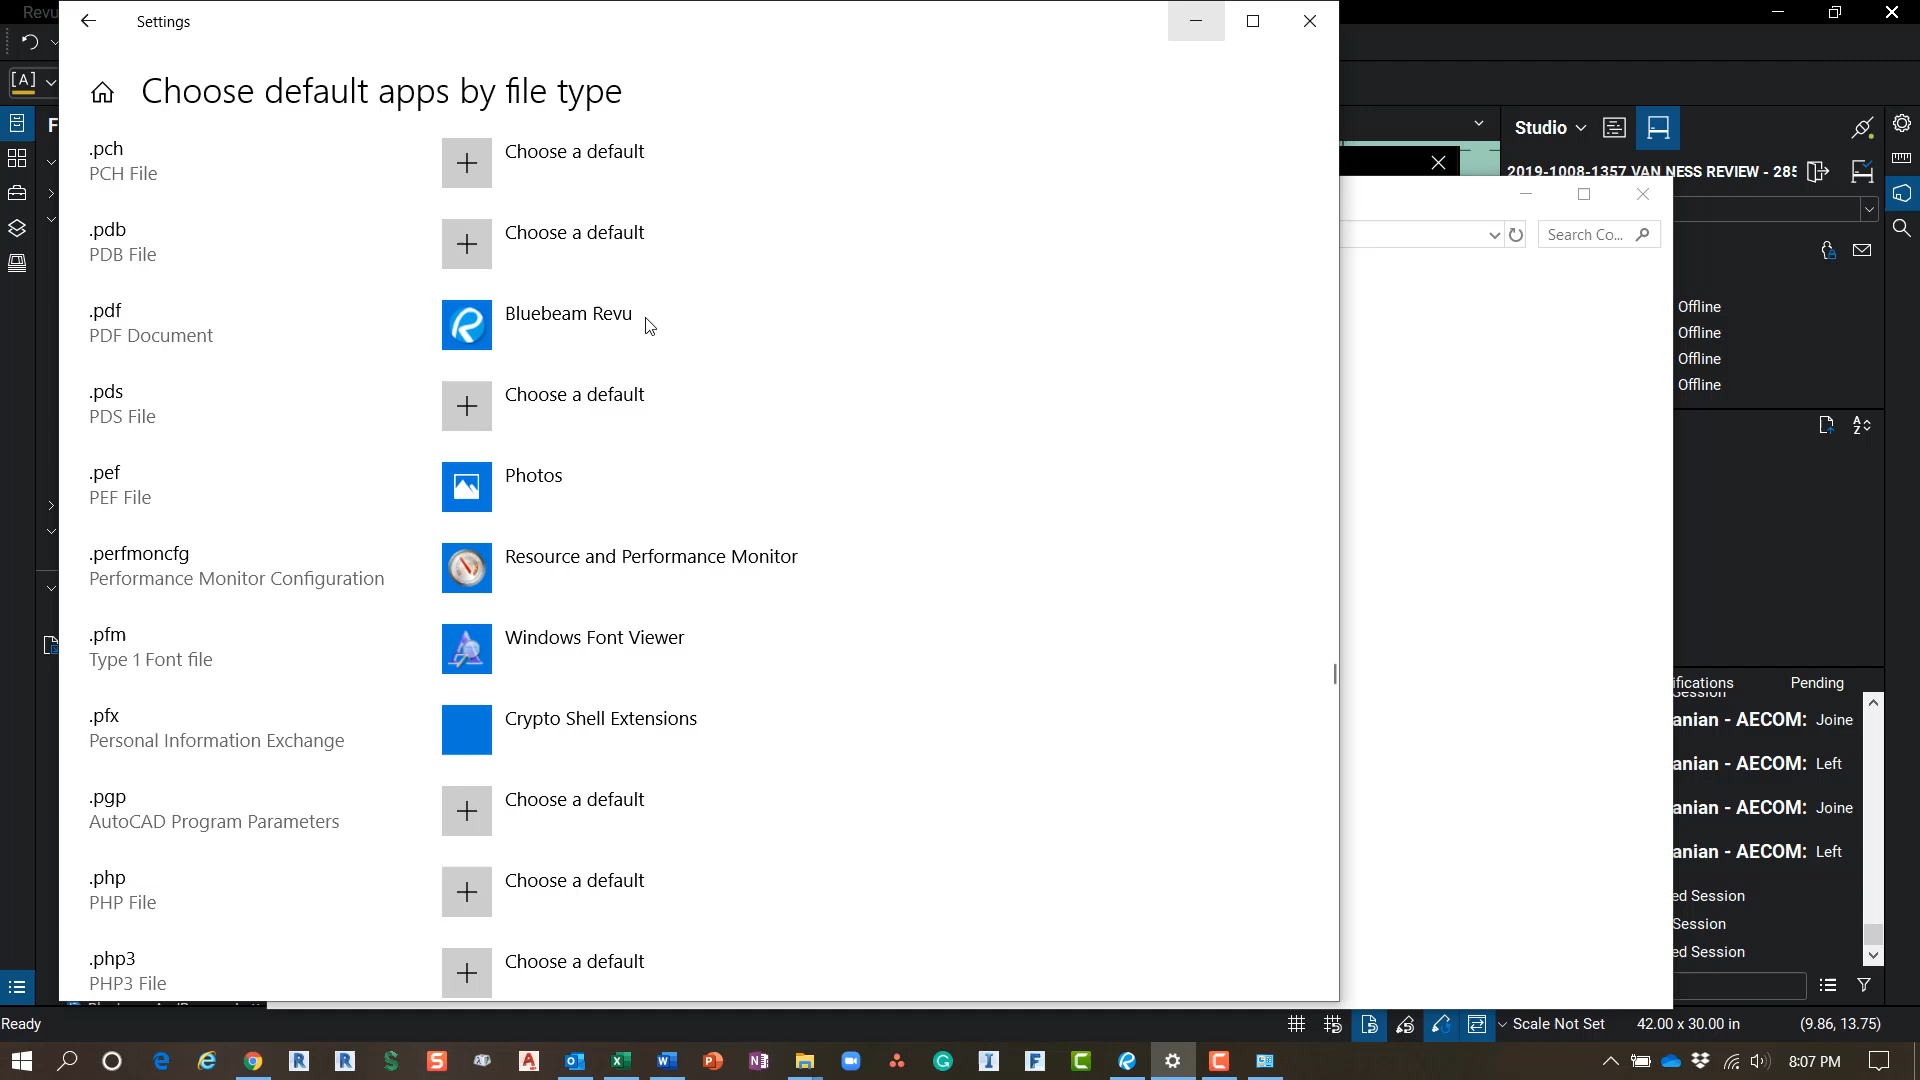 Revu
Settings
Choose default apps by file type
.pch
PCH File
Choose a default
.pdb
PDB File
Choose a default
.pdf
PDF Document
Bluebeam Revu
.pds
PDS File
Choose a default
.pef
PEF File
Photos
.perfmoncfg
Performance Monitor Configuration
Resource and Performance Monitor
.pfm
Type 1 Font file
Windows Font Viewer
.pfx
Personal Information Exchange
Crypto Shell Extensions
.pgp
AutoCAD Program Parameters
Choose a default
.php
PHP File
Choose a default
.php3
PHP3 File
Choose a default
[A]
F
Studio
2019-1008-1357 VAN NESS REVIEW - 285
Search Co...
Offline
Offline
Offline
Offline
A
Z
ifications
Pending
Session
anian - AECOM: Joine
anian - AECOM: Left
anian - AECOM: Joine
anian - AECOM: Left
ed Session
Session
ed Session
Ready
Scale Not Set
42.00 x 30.00 in
(9.86, 13.75)
8:07 PM